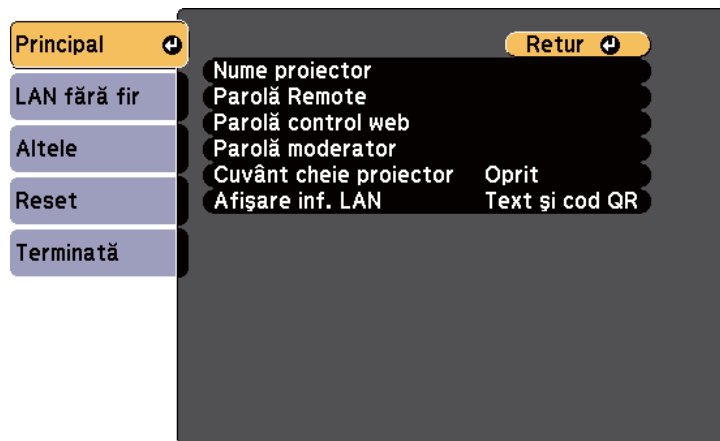 Principal
LAN fără fir
Altele
Reset
Terminată
Retur
Nume proiector
Parolă Remote
Parolă control web
Parolă moderator
Cuvânt cheie proiector Oprit
Afişare inf. LAN Text şi cod QR